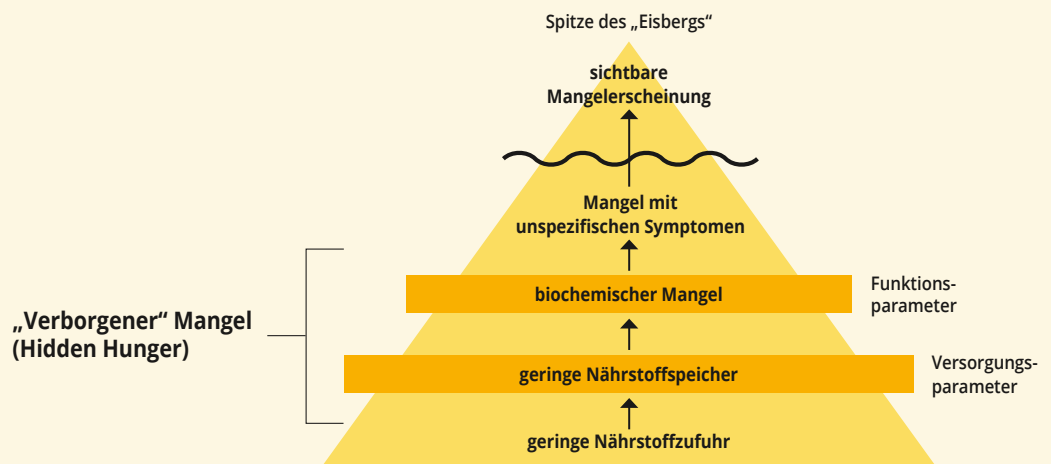 Spitze des „Eisbergs“
sichtbare
Mangelerscheinung
Mangel mit
unspezifischen Symptomen
biochemischer Mangel
Funktions-
parameter
„Verborgener“ Mangel
(Hidden Hunger)
geringe Nährstoffspeicher
Versorgungs-
parameter
geringe Nährstoffzufuhr